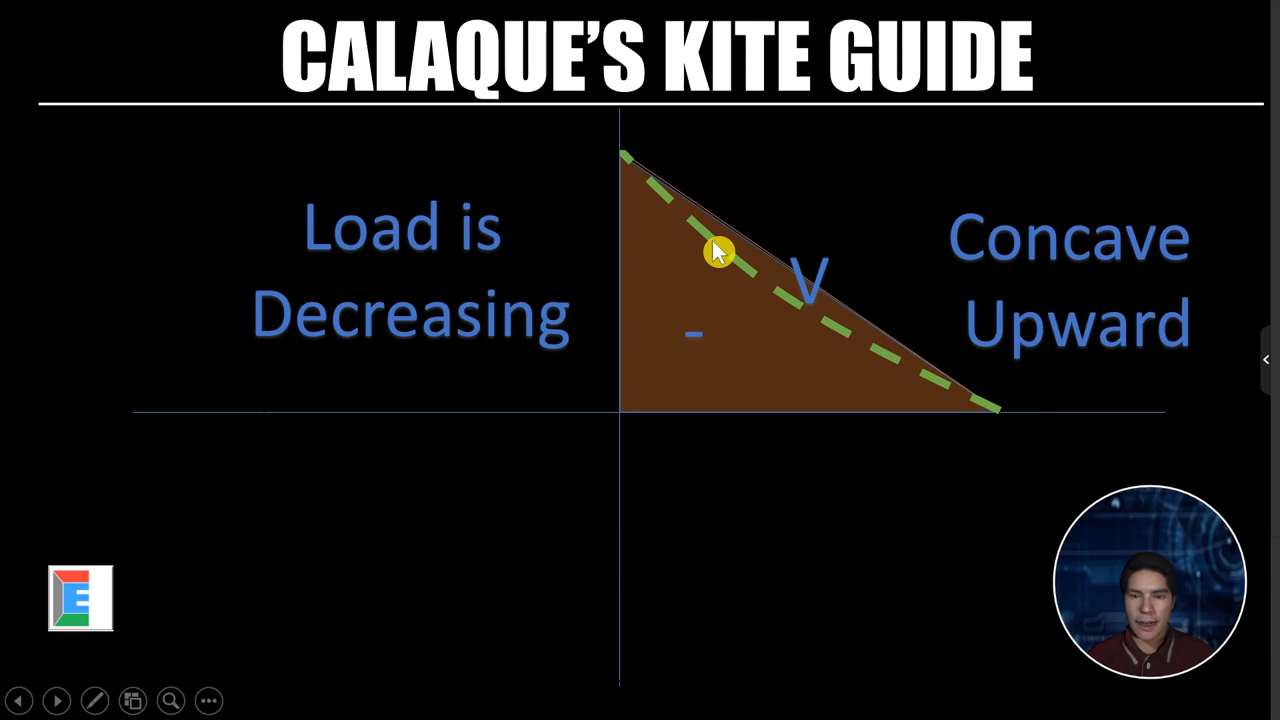 CALAQUE’S KITE GUIDE
Load is
Decreasing
V
-
Concave
Upward
E